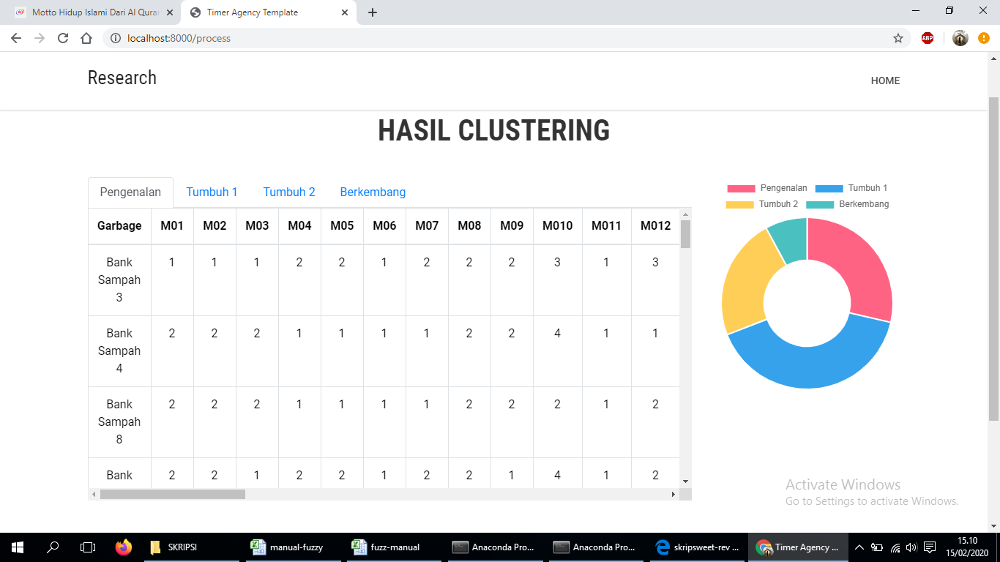 Motto Hidup Islami Dari Al Quran
Timer Agency Template
localhost:8000/process
ABP
Research
HOME
HASIL CLUSTERING
Pengenalan Tumbuh 1 Tumbuh 2 Berkembang
Pengenalan Tumbuh 1
Tumbuh 2 Berkembang
Garbage M01 M02 M03 M04 M05 M06 M07 M08 M09 M010 M011 M012
Bank Sampah 3 1 1 1 2 2 1 2 2 2 3 1 3
Bank Sampah 4 2 2 2 1 1 1 1 2 2 4 1 1
Bank Sampah 8 2 2 2 1 1 1 1 2 2 2 1 2
Bank 2 2 1 2 2 1 2 2 1 4 1 2
Activate Windows
Go to Settings to activate Windows.
SKRIPSI manual-fuzzy fuzz-manual Anaconda Pro... Anaconda Pro... skripsweet-rev ... Timer Agency ...
15.10
15/02/2020